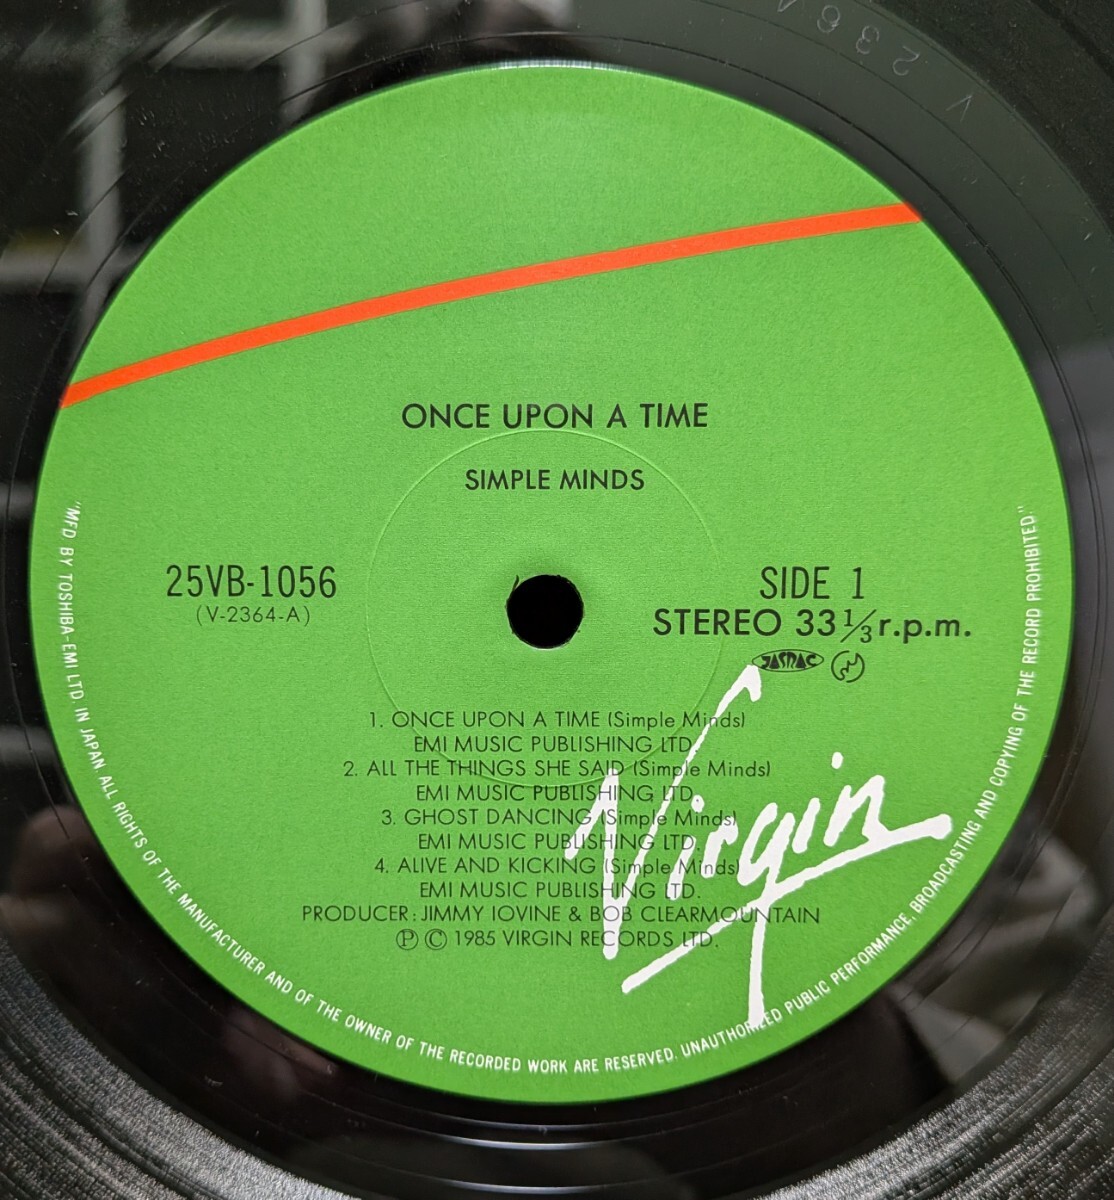 ONCE UPON A TIME
SIMPLE MINDS
25VB-1056
(V-2364-A)
SIDE 1
STEREO 33 1/3 r.p.m.
JASRAC
1. ONCE UPON A TIME (Simple Minds)
EMI MUSIC PUBLISHING LTD.
2. ALL THE THINGS SHE SAID (Simple Minds)
EMI MUSIC PUBLISHING LTD.
3. GHOST DANCING (Simple Minds)
EMI MUSIC PUBLISHING LTD.
4. ALIVE AND KICKING (Simple Minds)
EMI MUSIC PUBLISHING LTD.
PRODUCER: JIMMY IOVINE & BOB CLEARMOUNTAIN
Ⓟ © 1985 VIRGIN RECORDS LTD.
Virgin
"MFD. BY TOSHIBA-EMI LTD. IN JAPAN. ALL RIGHTS OF THE MANUFACTURER AND OF THE OWNER OF THE RECORDED WORK ARE RESERVED. UNAUTHORIZED PUBLIC PERFORMANCE, BROADCASTING AND COPYING OF THE RECORD PROHIBITED."